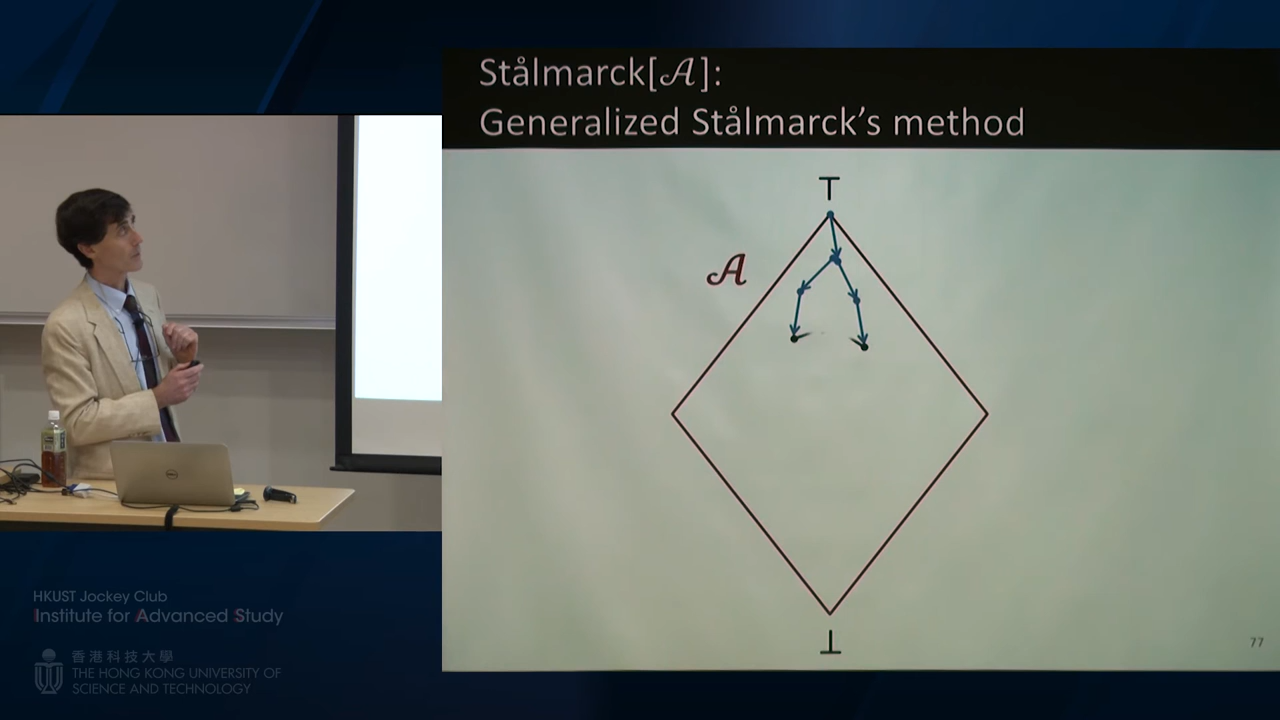 Stålmarck[𝒜]:
Generalized Stålmarck's method
⊤
𝒜
⊥
77
HKUST Jockey Club
Institute for Advanced Study
香港科技大學
THE HONG KONG UNIVERSITY OF
SCIENCE AND TECHNOLOGY